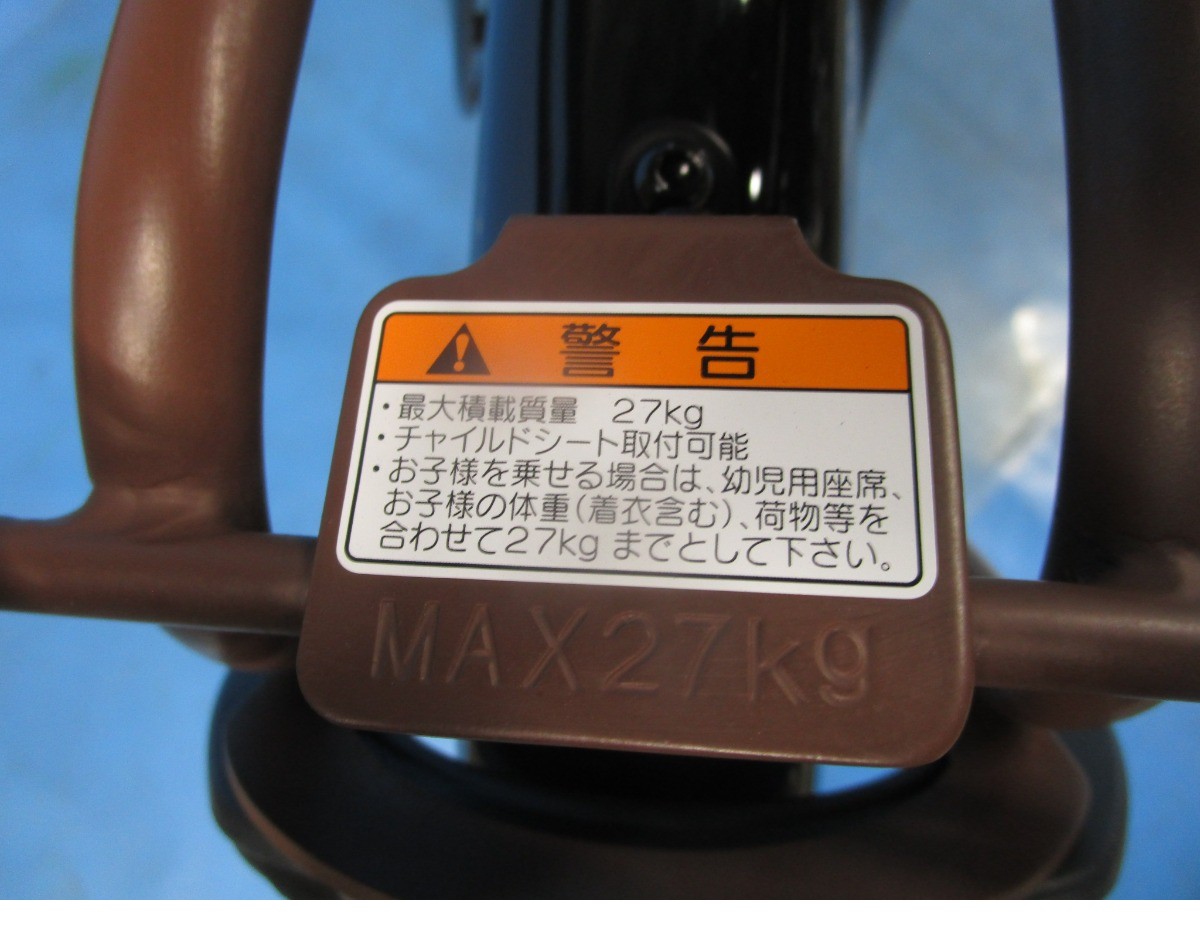 警告
・最大積載質量 27kg
・チャイルドシート取付可能
・お子様を乗せる場合は、幼児用座席、
お子様の体重(着衣含む)、荷物等を
合わせて27kgまでとして下さい。
MAX27kg